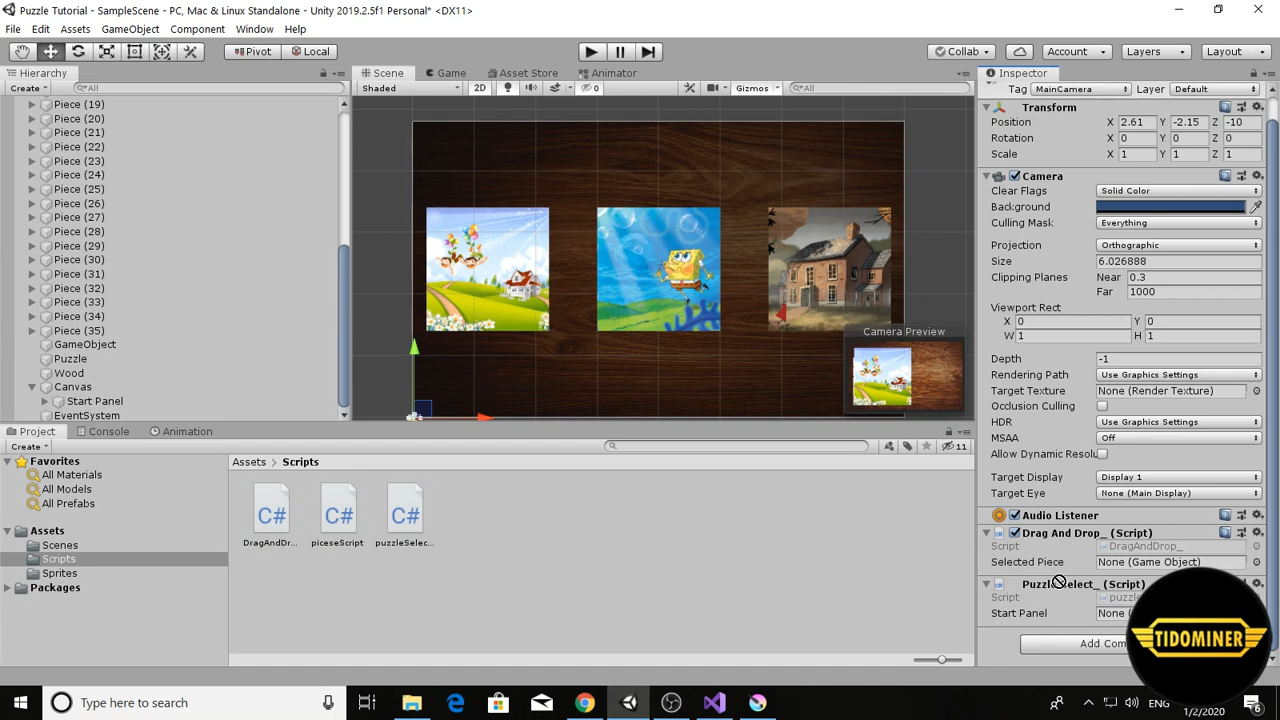 Puzzle Tutorial - SampleScene - PC, Mac & Linux Standalone - Unity 2019.2.5f1 Personal* <DX11>
File Edit Assets GameObject Component Window Help
Pivot Local Collab Account Layers Layout
Hierarchy
Create All
Piece (19)
Piece (20)
Piece (21)
Piece (22)
Piece (23)
Piece (24)
Piece (25)
Piece (26)
Piece (27)
Piece (28)
Piece (29)
Piece (30)
Piece (31)
Piece (32)
Piece (33)
Piece (34)
Piece (35)
GameObject
Puzzle
Wood
Canvas
Start Panel
EventSystem
Scene Game Asset Store Animator
Shaded 2D 0 Gizmos All
Camera Preview
Inspector
Tag MainCamera Layer Default
Transform
Position X 2.61 Y -2.15 Z -10
Rotation X 0 Y 0 Z 0
Scale X 1 Y 1 Z 1
Camera
Clear Flags Solid Color
Background
Culling Mask Everything
Projection Orthographic
Size 6.026888
Clipping Planes Near 0.3
Far 1000
Viewport Rect
X 0 Y 0
W 1 H 1
Depth -1
Rendering Path Use Graphics Settings
Target Texture None (Render Texture)
Occlusion Culling
HDR Use Graphics Settings
MSAA Off
Allow Dynamic Resolu
Target Display Display 1
Target Eye None (Main Display)
Audio Listener
Drag And Drop_ (Script)
Script DragAndDrop_
Selected Piece None (Game Object)
(Script)
Script
Start Panel None
Add
TIDOMINER
Project Console Animation
Create 11
Favorites
All Materials
All Models
All Prefabs
Assets
Scenes
Scripts
Sprites
Packages
Assets > Scripts
C# C# C#
DragAndDr... piceseScript puzzleSelec...
Type here to search
ENG
1/2/2020
6